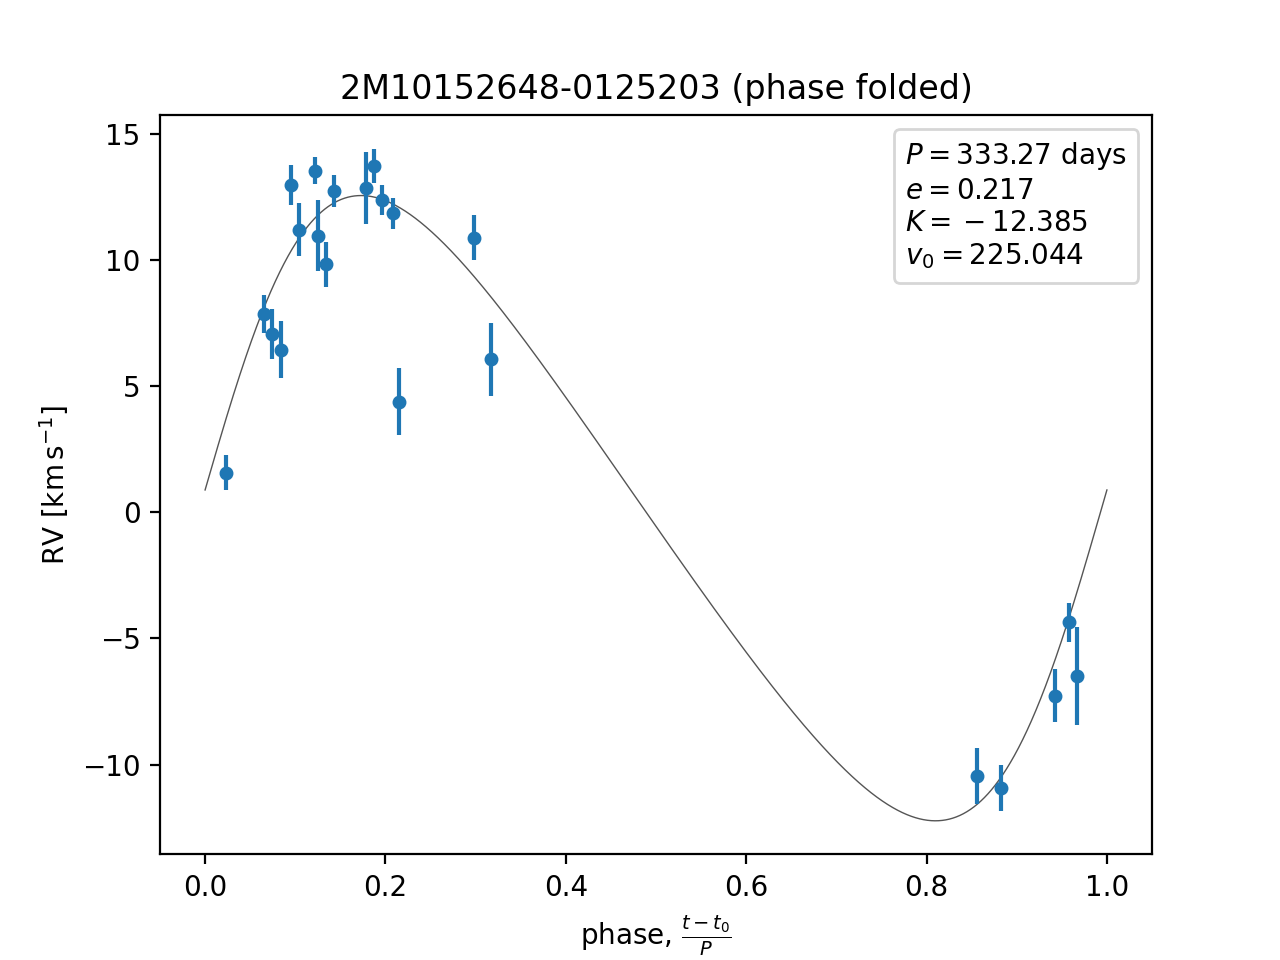 2M10152648-0125203 (phase folded)
P = 333.27 days
e = 0.217
K = −12.385
v₀ = 225.044
15
10
5
0
−5
−10
RV [km s⁻¹]
0.0 0.2 0.4 0.6 0.8 1.0
phase, (t − t₀)/P